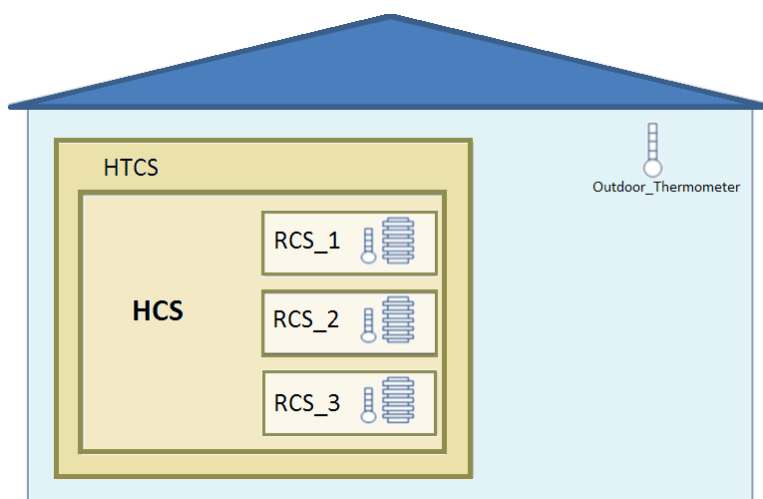 HTCS
Outdoor_Thermometer
RCS_1
HCS
RCS_2
RCS_3